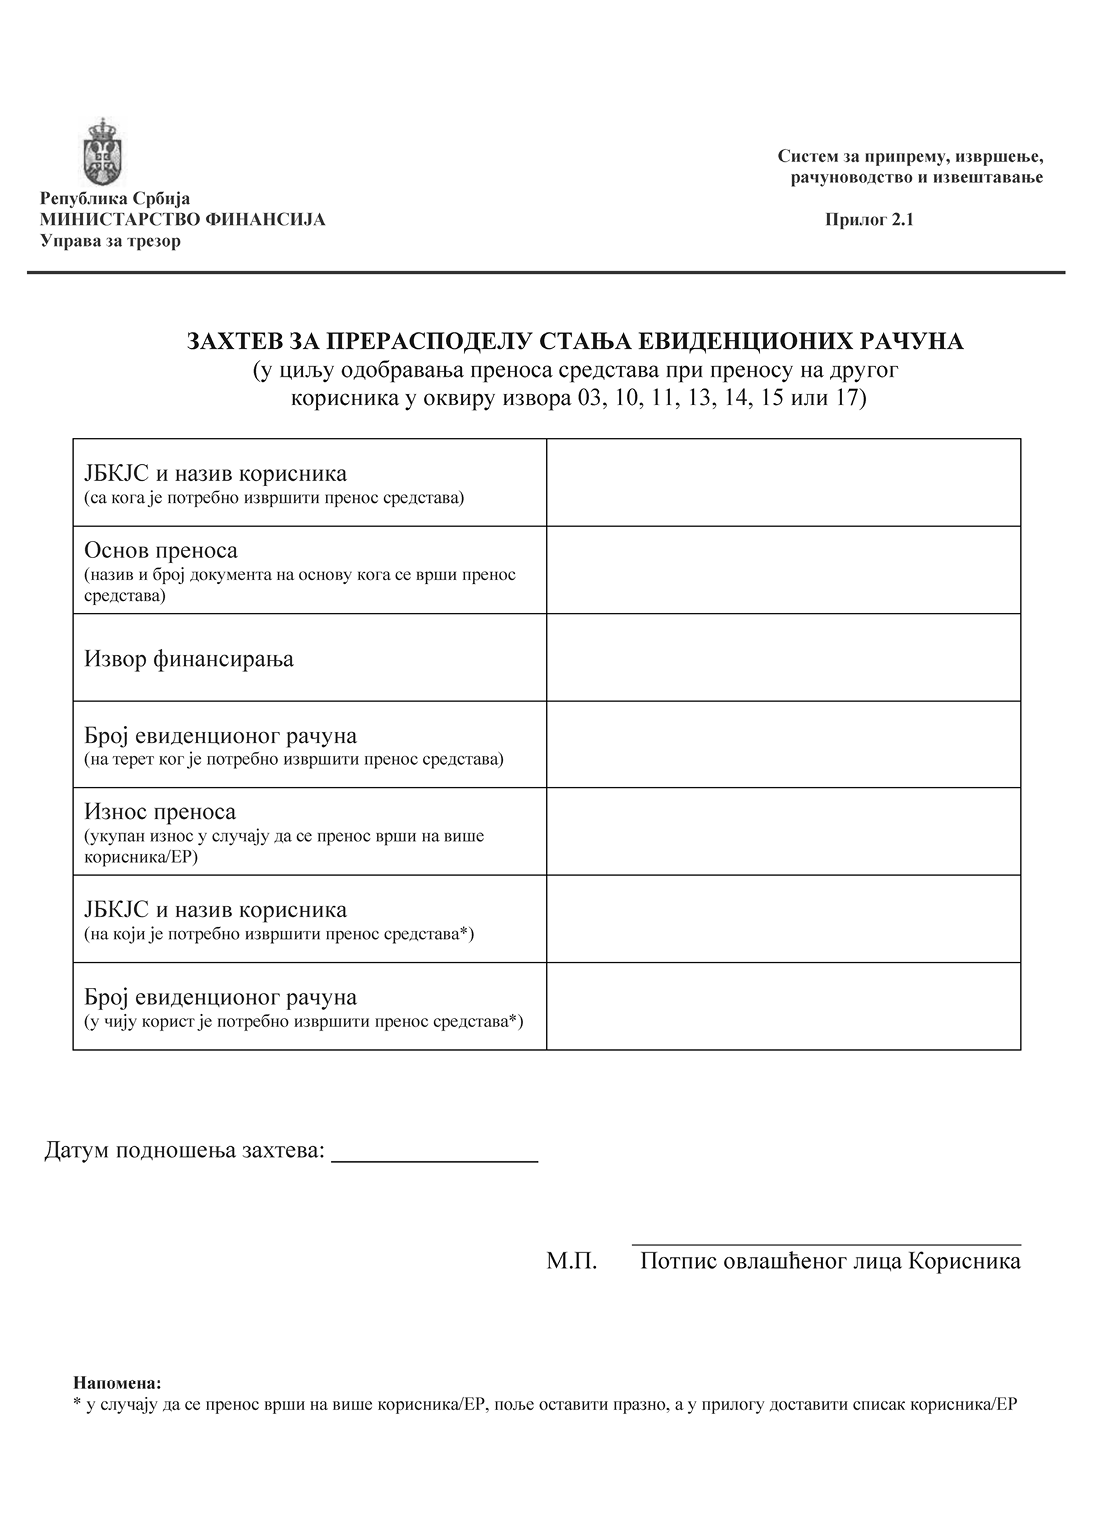 Република Србија
МИНИСТАРСТВО ФИНАНСИЈА
Управа за трезор
Систем за припрему, извршење,
рачуноводство и извештавање
Прилог 2.1
ЗАХТЕВ ЗА ПРЕРАСПОДЕЛУ СТАЊА ЕВИДЕНЦИОНИХ РАЧУНА
(у циљу одобравања преноса средстава при преносу на другог
корисника у оквиру извора 03, 10, 11, 13, 14, 15 или 17)
ЈБКЈС и назив корисника
(са кога је потребно извршити пренос средстава)
Основ преноса
(назив и број документа на основу кога се врши пренос
средстава)
Извор финансирања
Број евиденционог рачуна
(на терет ког је потребно извршити пренос средстава)
Износ преноса
(укупан износ у случају да се пренос врши на више
корисника/ЕР)
ЈБКЈС и назив корисника
(на који је потребно извршити пренос средстава*)
Број евиденционог рачуна
(у чију корист је потребно извршити пренос средстава*)
Датум подношења захтева: _________________
М.П. Потпис овлашћеног лица Корисника
Напомена:
* у случају да се пренос врши на више корисника/ЕР, поље оставити празно, а у прилогу доставити списак корисника/ЕР